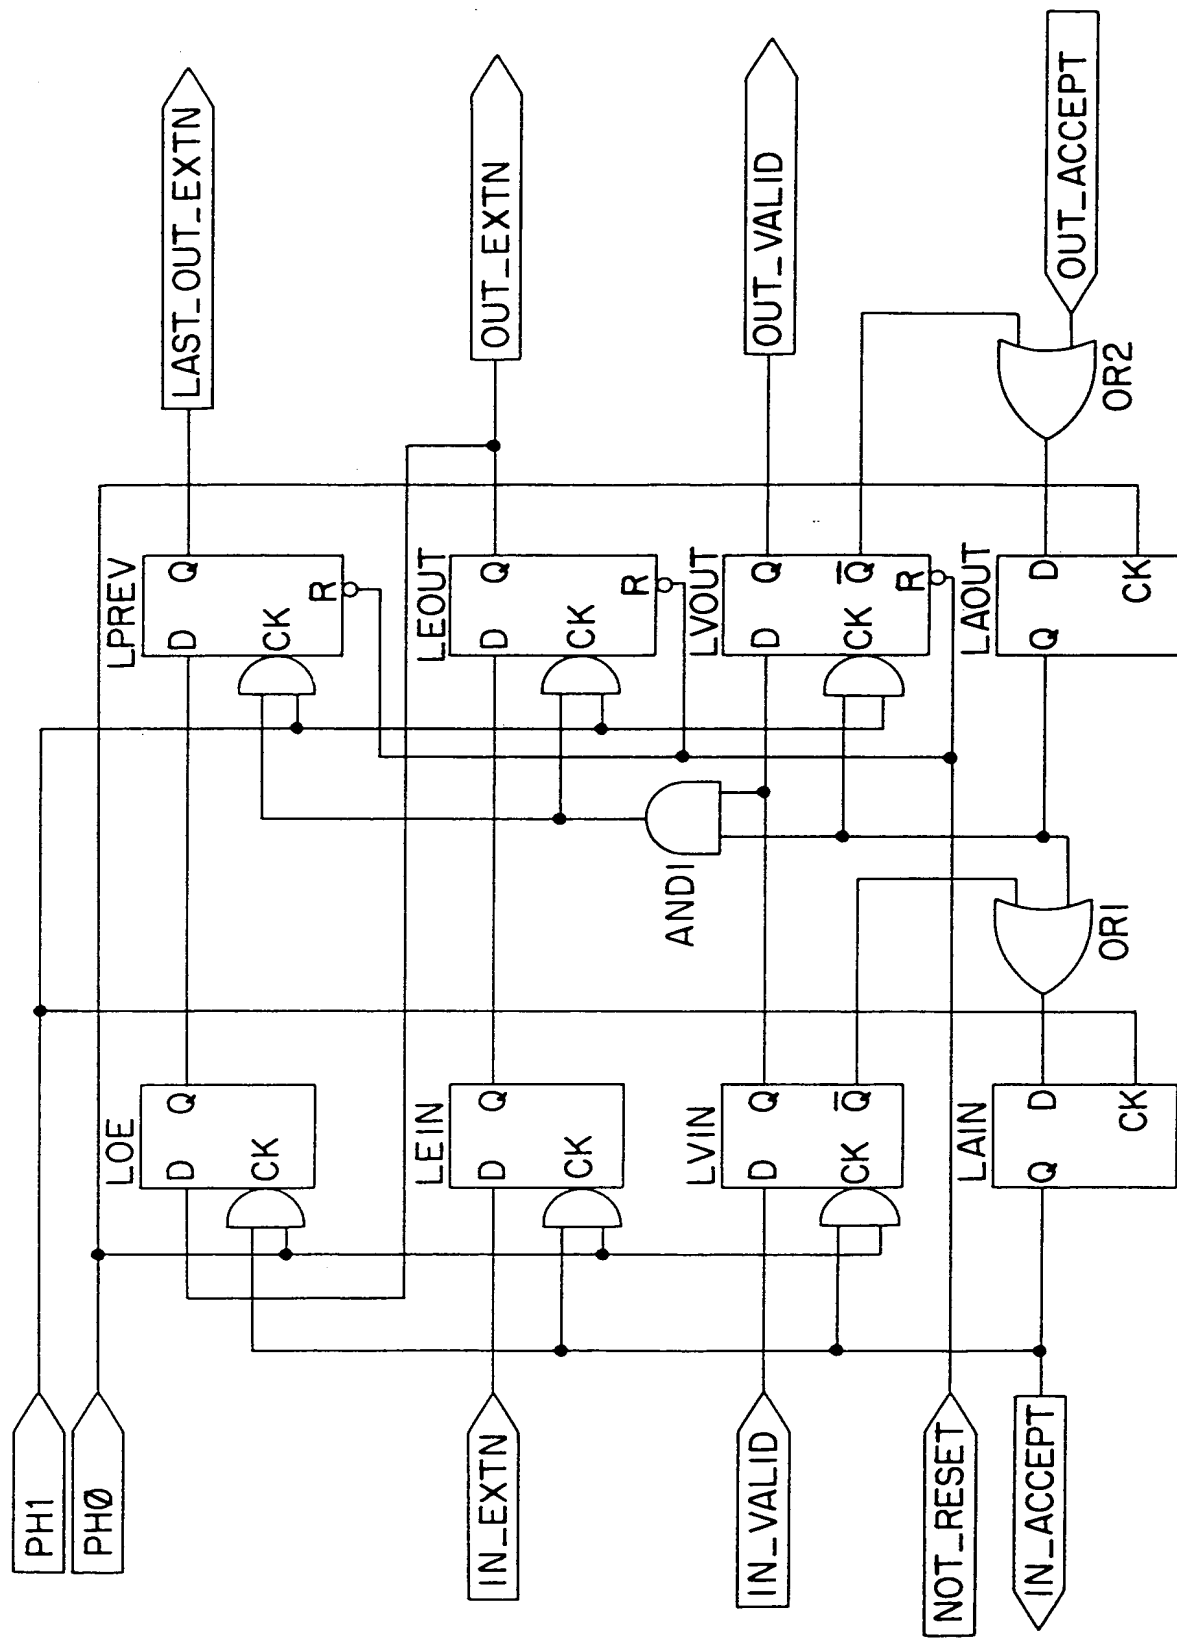 PH1
PHØ
IN_EXTN
IN_VALID
NOT_RESET
IN_ACCEPT
LOE
D Q
CK
LEIN
D Q
CK
LVIN
D Q
CK Q̅
LAIN
Q D
CK
OR1
AND1
LPREV
D Q
CK
R
LEOUT
D Q
CK
R
LVOUT
D Q
CK Q̅
R
LAOUT
Q D
CK
OR2
LAST_OUT_EXTN
OUT_EXTN
OUT_VALID
OUT_ACCEPT